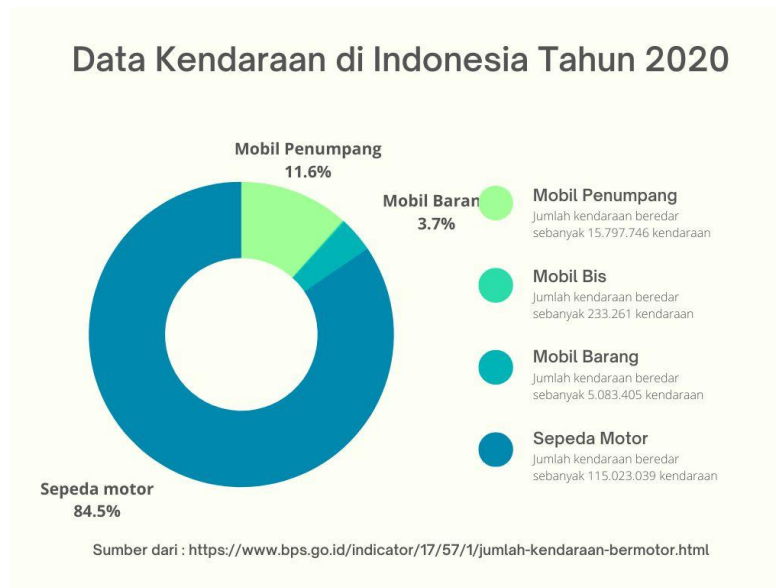 Data Kendaraan di Indonesia Tahun 2020
Mobil Penumpang
11.6%
Mobil Baran
3.7%
Sepeda motor
84.5%
Mobil Penumpang
Jumlah kendaraan beredar
sebanyak 15.797.746 kendaraan
Mobil Bis
Jumlah kendaraan beredar
sebanyak 233.261 kendaraan
Mobil Barang
Jumlah kendaraan beredar
sebanyak 5.083.405 kendaraan
Sepeda Motor
Jumlah kendaraan beredar
sebanyak 115.023.039 kendaraan
Sumber dari : https://www.bps.go.id/indicator/17/57/1/jumlah-kendaraan-bermotor.html